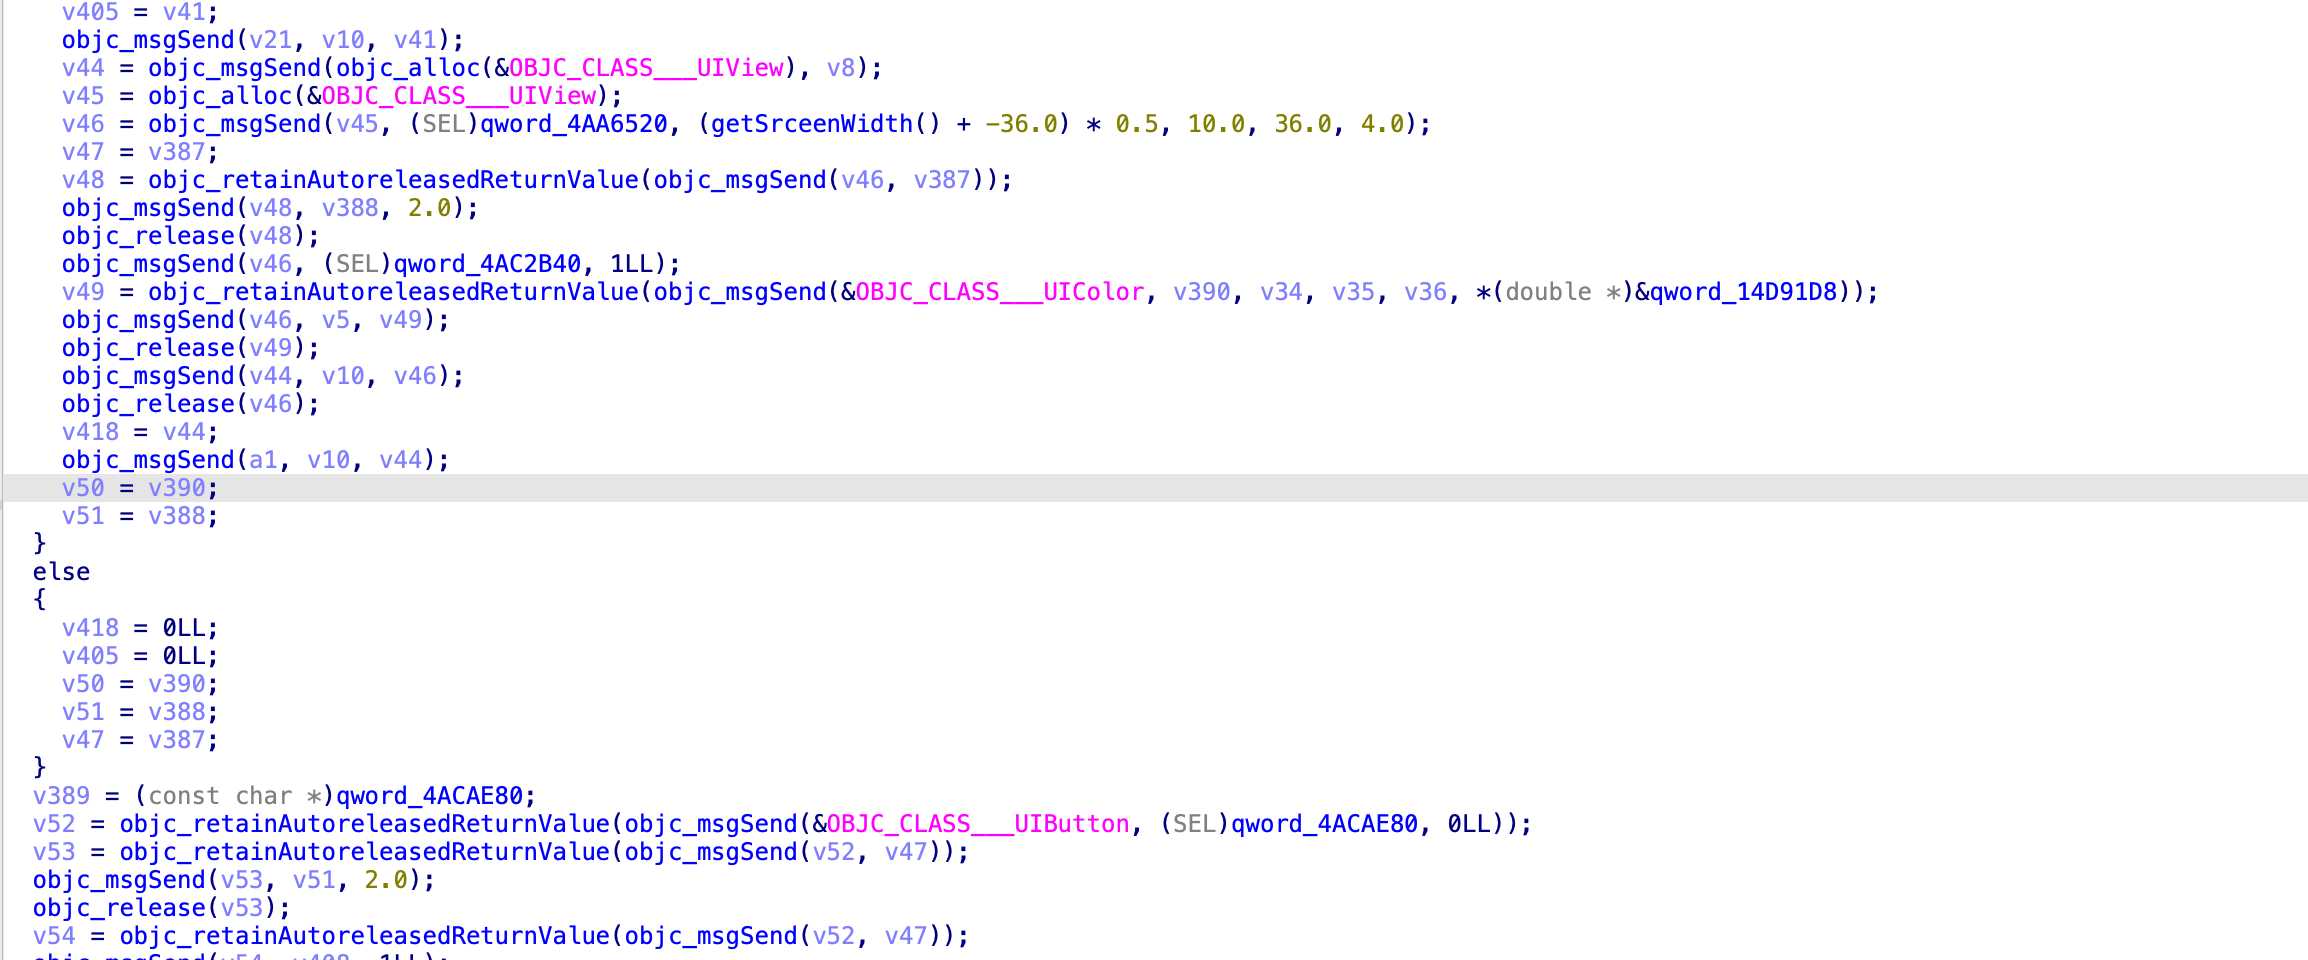 v405 = v41;
objc_msgSend(v21, v10, v41);
v44 = objc_msgSend(objc_alloc(&OBJC_CLASS___UIView), v8);
v45 = objc_alloc(&OBJC_CLASS___UIView);
v46 = objc_msgSend(v45, (SEL)qword_4AA6520, (getSrceenWidth() + -36.0) * 0.5, 10.0, 36.0, 4.0);
v47 = v387;
v48 = objc_retainAutoreleasedReturnValue(objc_msgSend(v46, v387));
objc_msgSend(v48, v388, 2.0);
objc_release(v48);
objc_msgSend(v46, (SEL)qword_4AC2B40, 1LL);
v49 = objc_retainAutoreleasedReturnValue(objc_msgSend(&OBJC_CLASS___UIColor, v390, v34, v35, v36, *(double *)&qword_14D91D8));
objc_msgSend(v46, v5, v49);
objc_release(v49);
objc_msgSend(v44, v10, v46);
objc_release(v46);
v418 = v44;
objc_msgSend(a1, v10, v44);
v50 = v390;
v51 = v388;
}
else
{
v418 = 0LL;
v405 = 0LL;
v50 = v390;
v51 = v388;
v47 = v387;
}
v389 = (const char *)qword_4ACAE80;
v52 = objc_retainAutoreleasedReturnValue(objc_msgSend(&OBJC_CLASS___UIButton, (SEL)qword_4ACAE80, 0LL));
v53 = objc_retainAutoreleasedReturnValue(objc_msgSend(v52, v47));
objc_msgSend(v53, v51, 2.0);
objc_release(v53);
v54 = objc_retainAutoreleasedReturnValue(objc_msgSend(v52, v47));